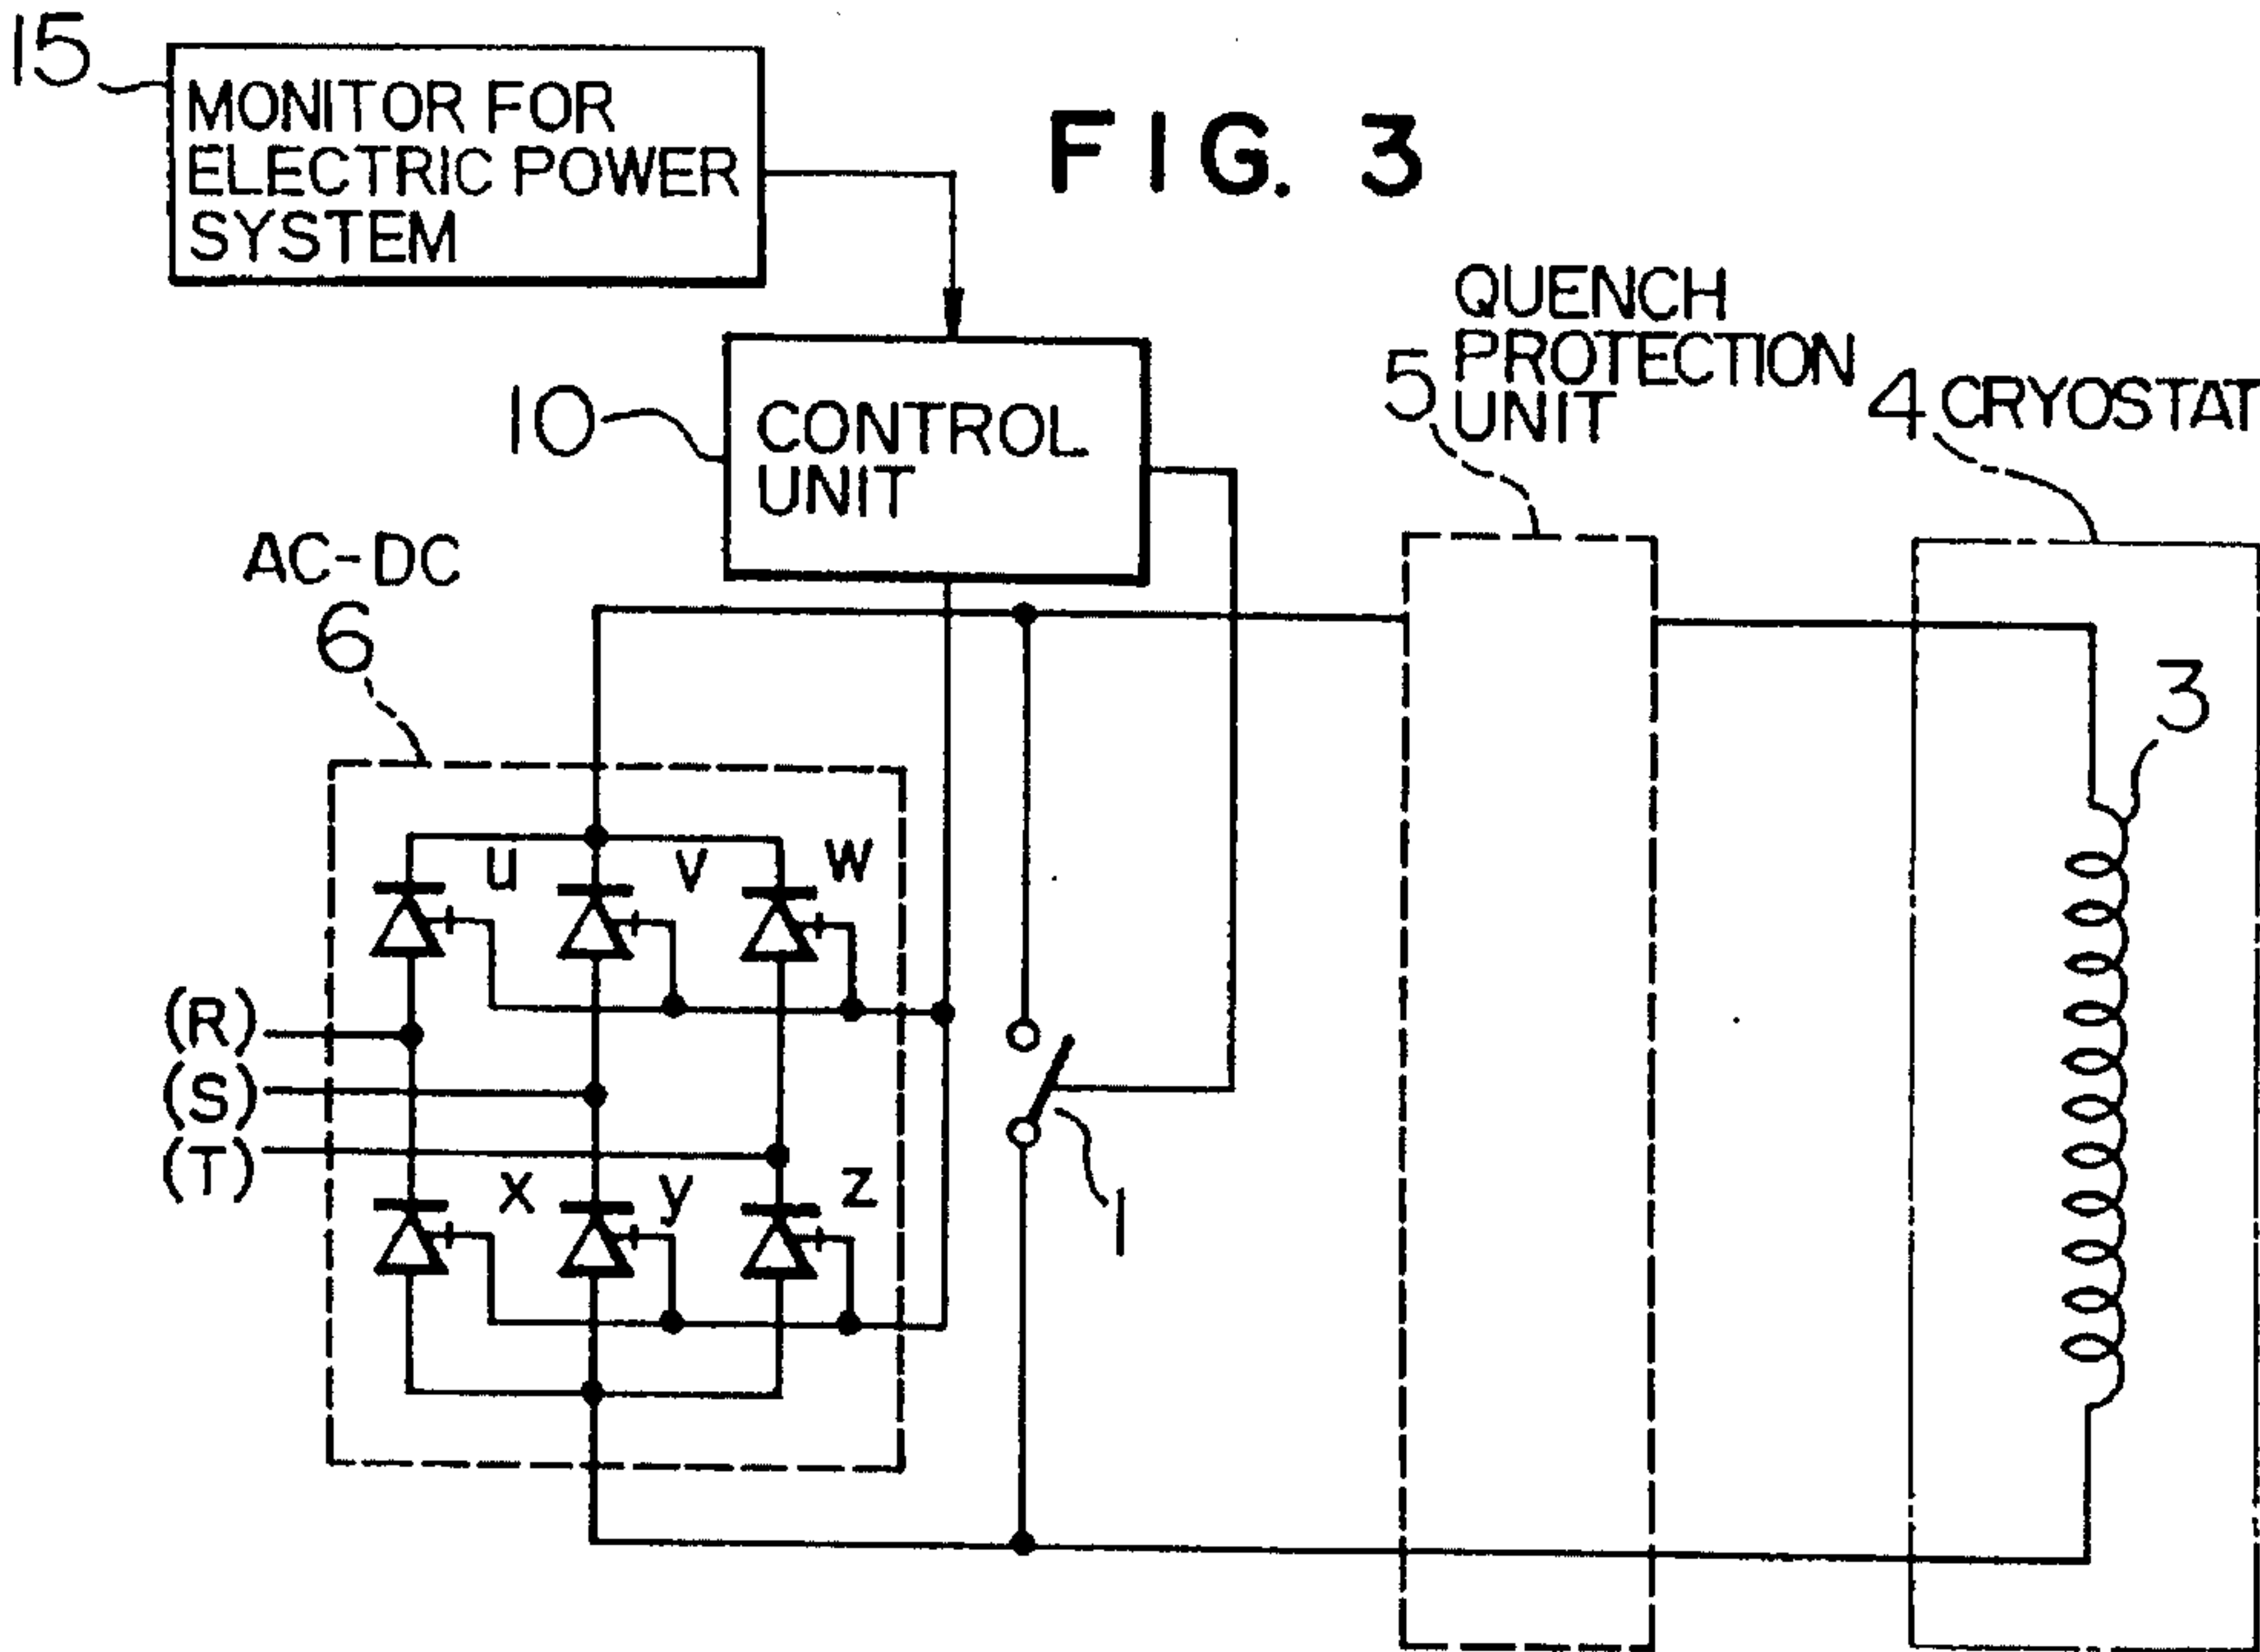 15
MONITOR FOR
ELECTRIC POWER
SYSTEM
FIG. 3
10
CONTROL
UNIT
5
QUENCH
PROTECTION
UNIT
4 CRYOSTAT
AC-DC
6
3
u
v
w
(R)
(S)
(T)
x
y
z
1